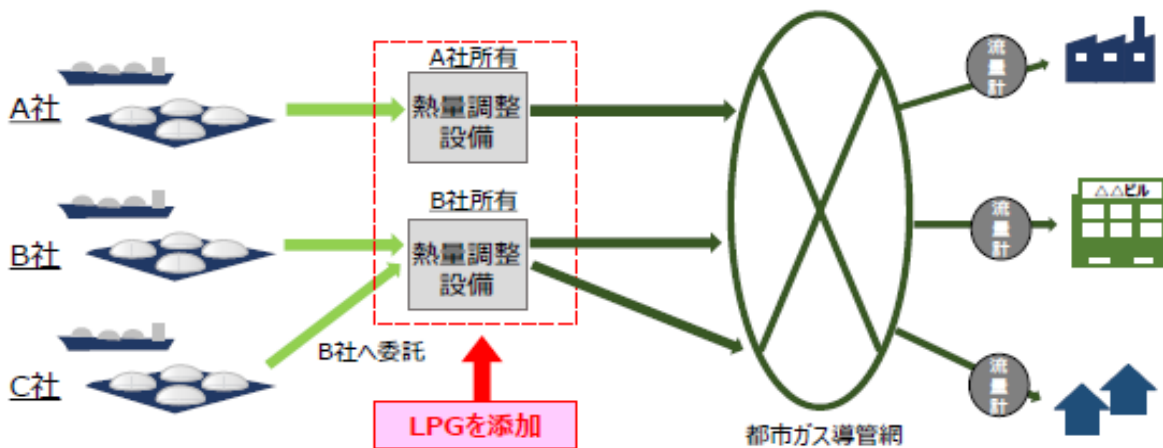 A社
B社
C社
A社所有
熱量調整
設備
B社所有
熱量調整
設備
B社へ委託
LPGを添加
都市ガス導管網
流量計
流量計
△△ビル
流量計